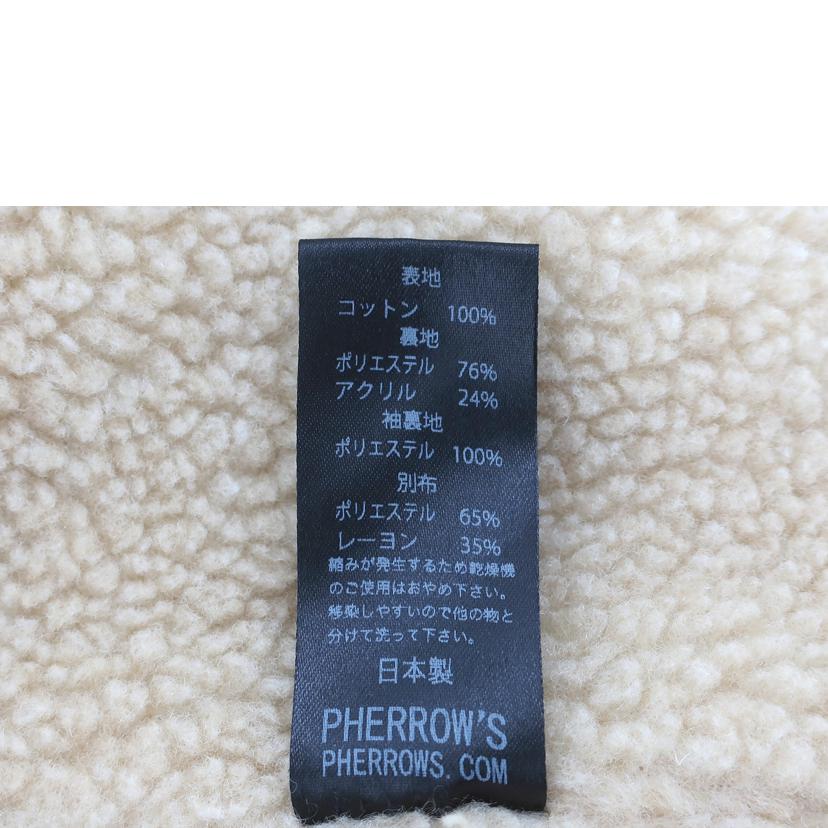 表地
コットン 100%
裏地
ポリエステル 76%
アクリル 24%
袖裏地
ポリエステル 100%
別布
ポリエステル 65%
レーヨン 35%
縮みが発生するため乾燥機
のご使用はおやめ下さい。
移染しやすいので他の物と
分けて洗って下さい。
日本製
PHERROW'S
PHERROWS. COM